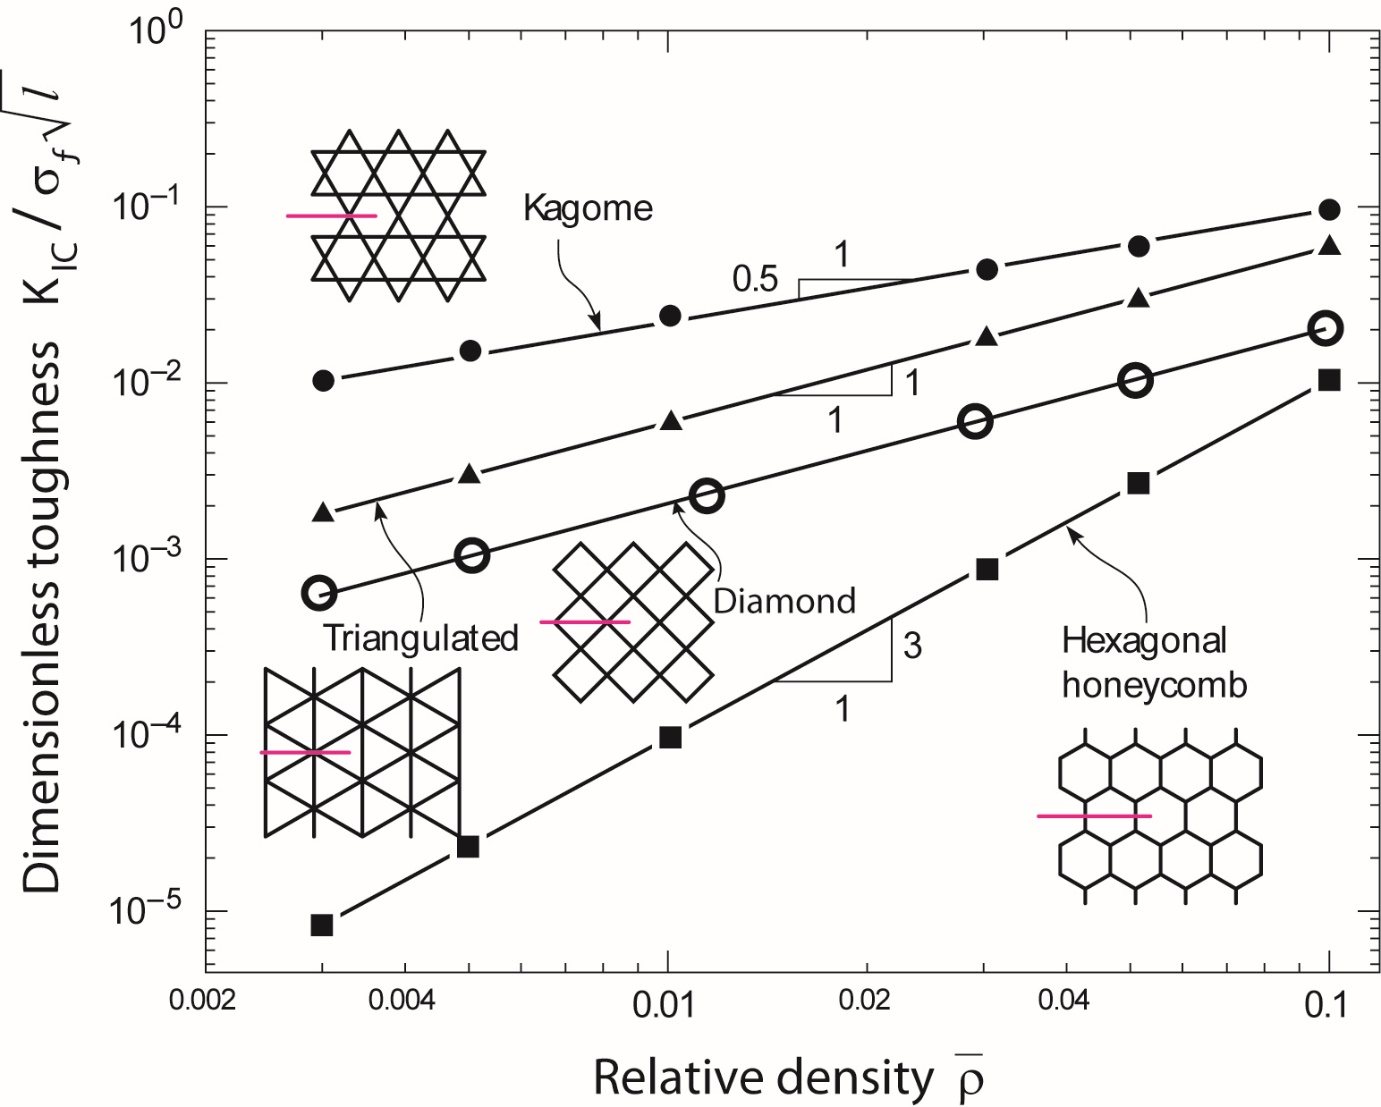 Dimensionless toughness K_IC / σ_f √l
10⁰
10⁻¹
10⁻²
10⁻³
10⁻⁴
10⁻⁵
Kagome
0.5
1
1
1
Triangulated
Diamond
3
1
Hexagonal
honeycomb
0.002
0.004
0.01
0.02
0.04
0.1
Relative density ρ̅